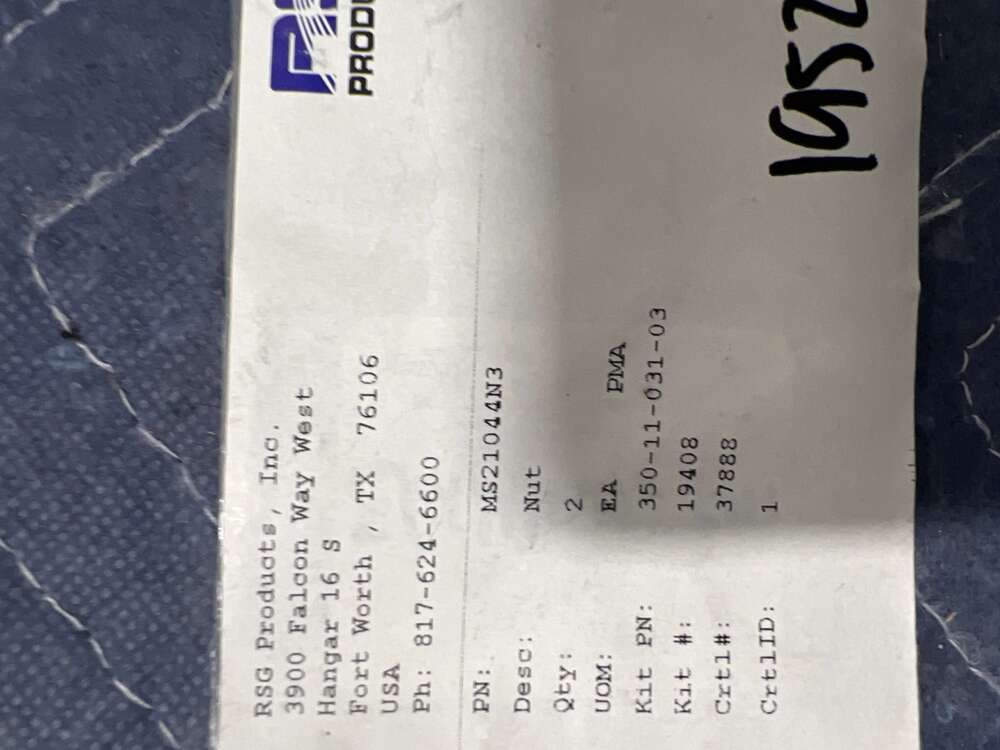 PRODU
RSG Products, Inc.
3900 Falcon Way West
Hangar 16 S
Fort Worth , TX 76106
USA
Ph: 817-624-6600
PN: MS21044N3
Desc: Nut
Qty: 2
UOM: EA PMA
Kit PN: 350-11-031-03
Kit #: 19408
Crtl#: 37888
CrtlID: 1
1952